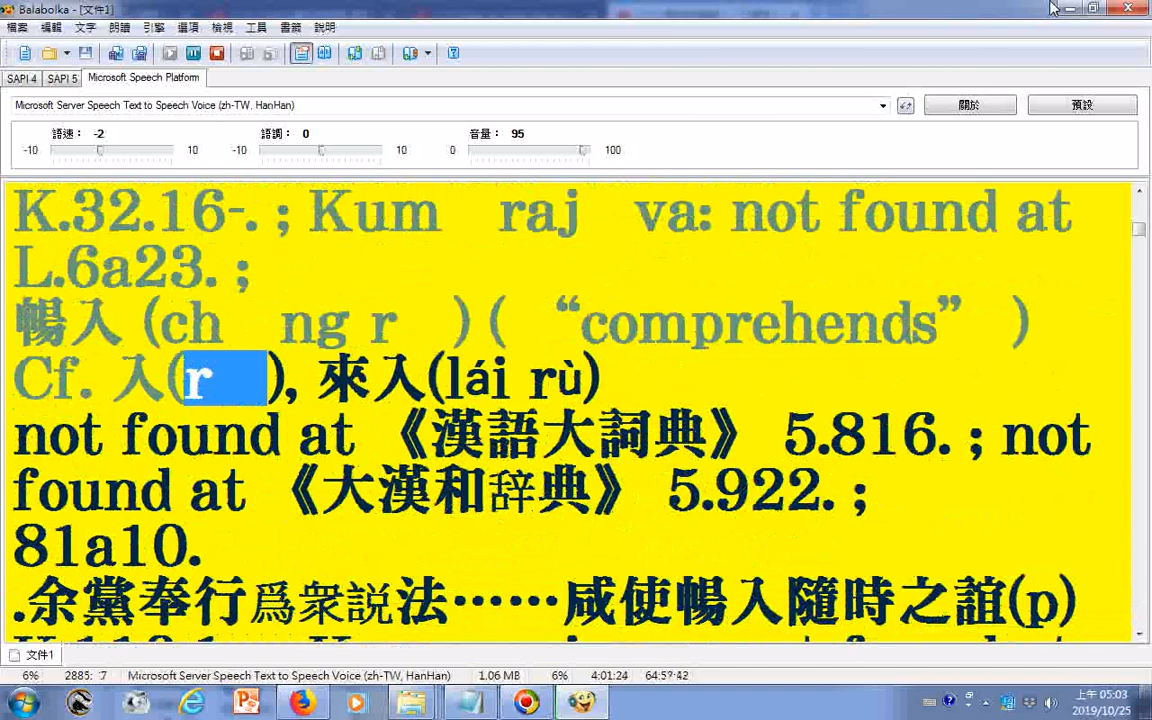 Balabolka - [文件1]
檔案 編輯 文字 朗讀 引擎 選項 檢視 工具 書籤 說明
SAPI 4 SAPI 5 Microsoft Speech Platform
Microsoft Server Speech Text to Speech Voice (zh-TW, HanHan) 關於 預設
語速： -2 語調： 0 音量： 95
-10 10 -10 10 0 100
K.32.16-. ; Kum raj va: not found at
L.6a23. ;
暢入 (ch ng r ) ( “comprehends” )
Cf. 入(r ), 來入(lái rù)
not found at 《漢語大詞典》 5.816. ; not
found at 《大漢和辞典》 5.922. ;
81a10.
.余黨奉行爲衆説法……咸使暢入隨時之誼(p)
文件1
6% 2885: :7 Microsoft Server Speech Text to Speech Voice (zh-TW, HanHan) 1.06 MB 6% 4:01:24 64:5?:42
上午 05:03
2019/10/25